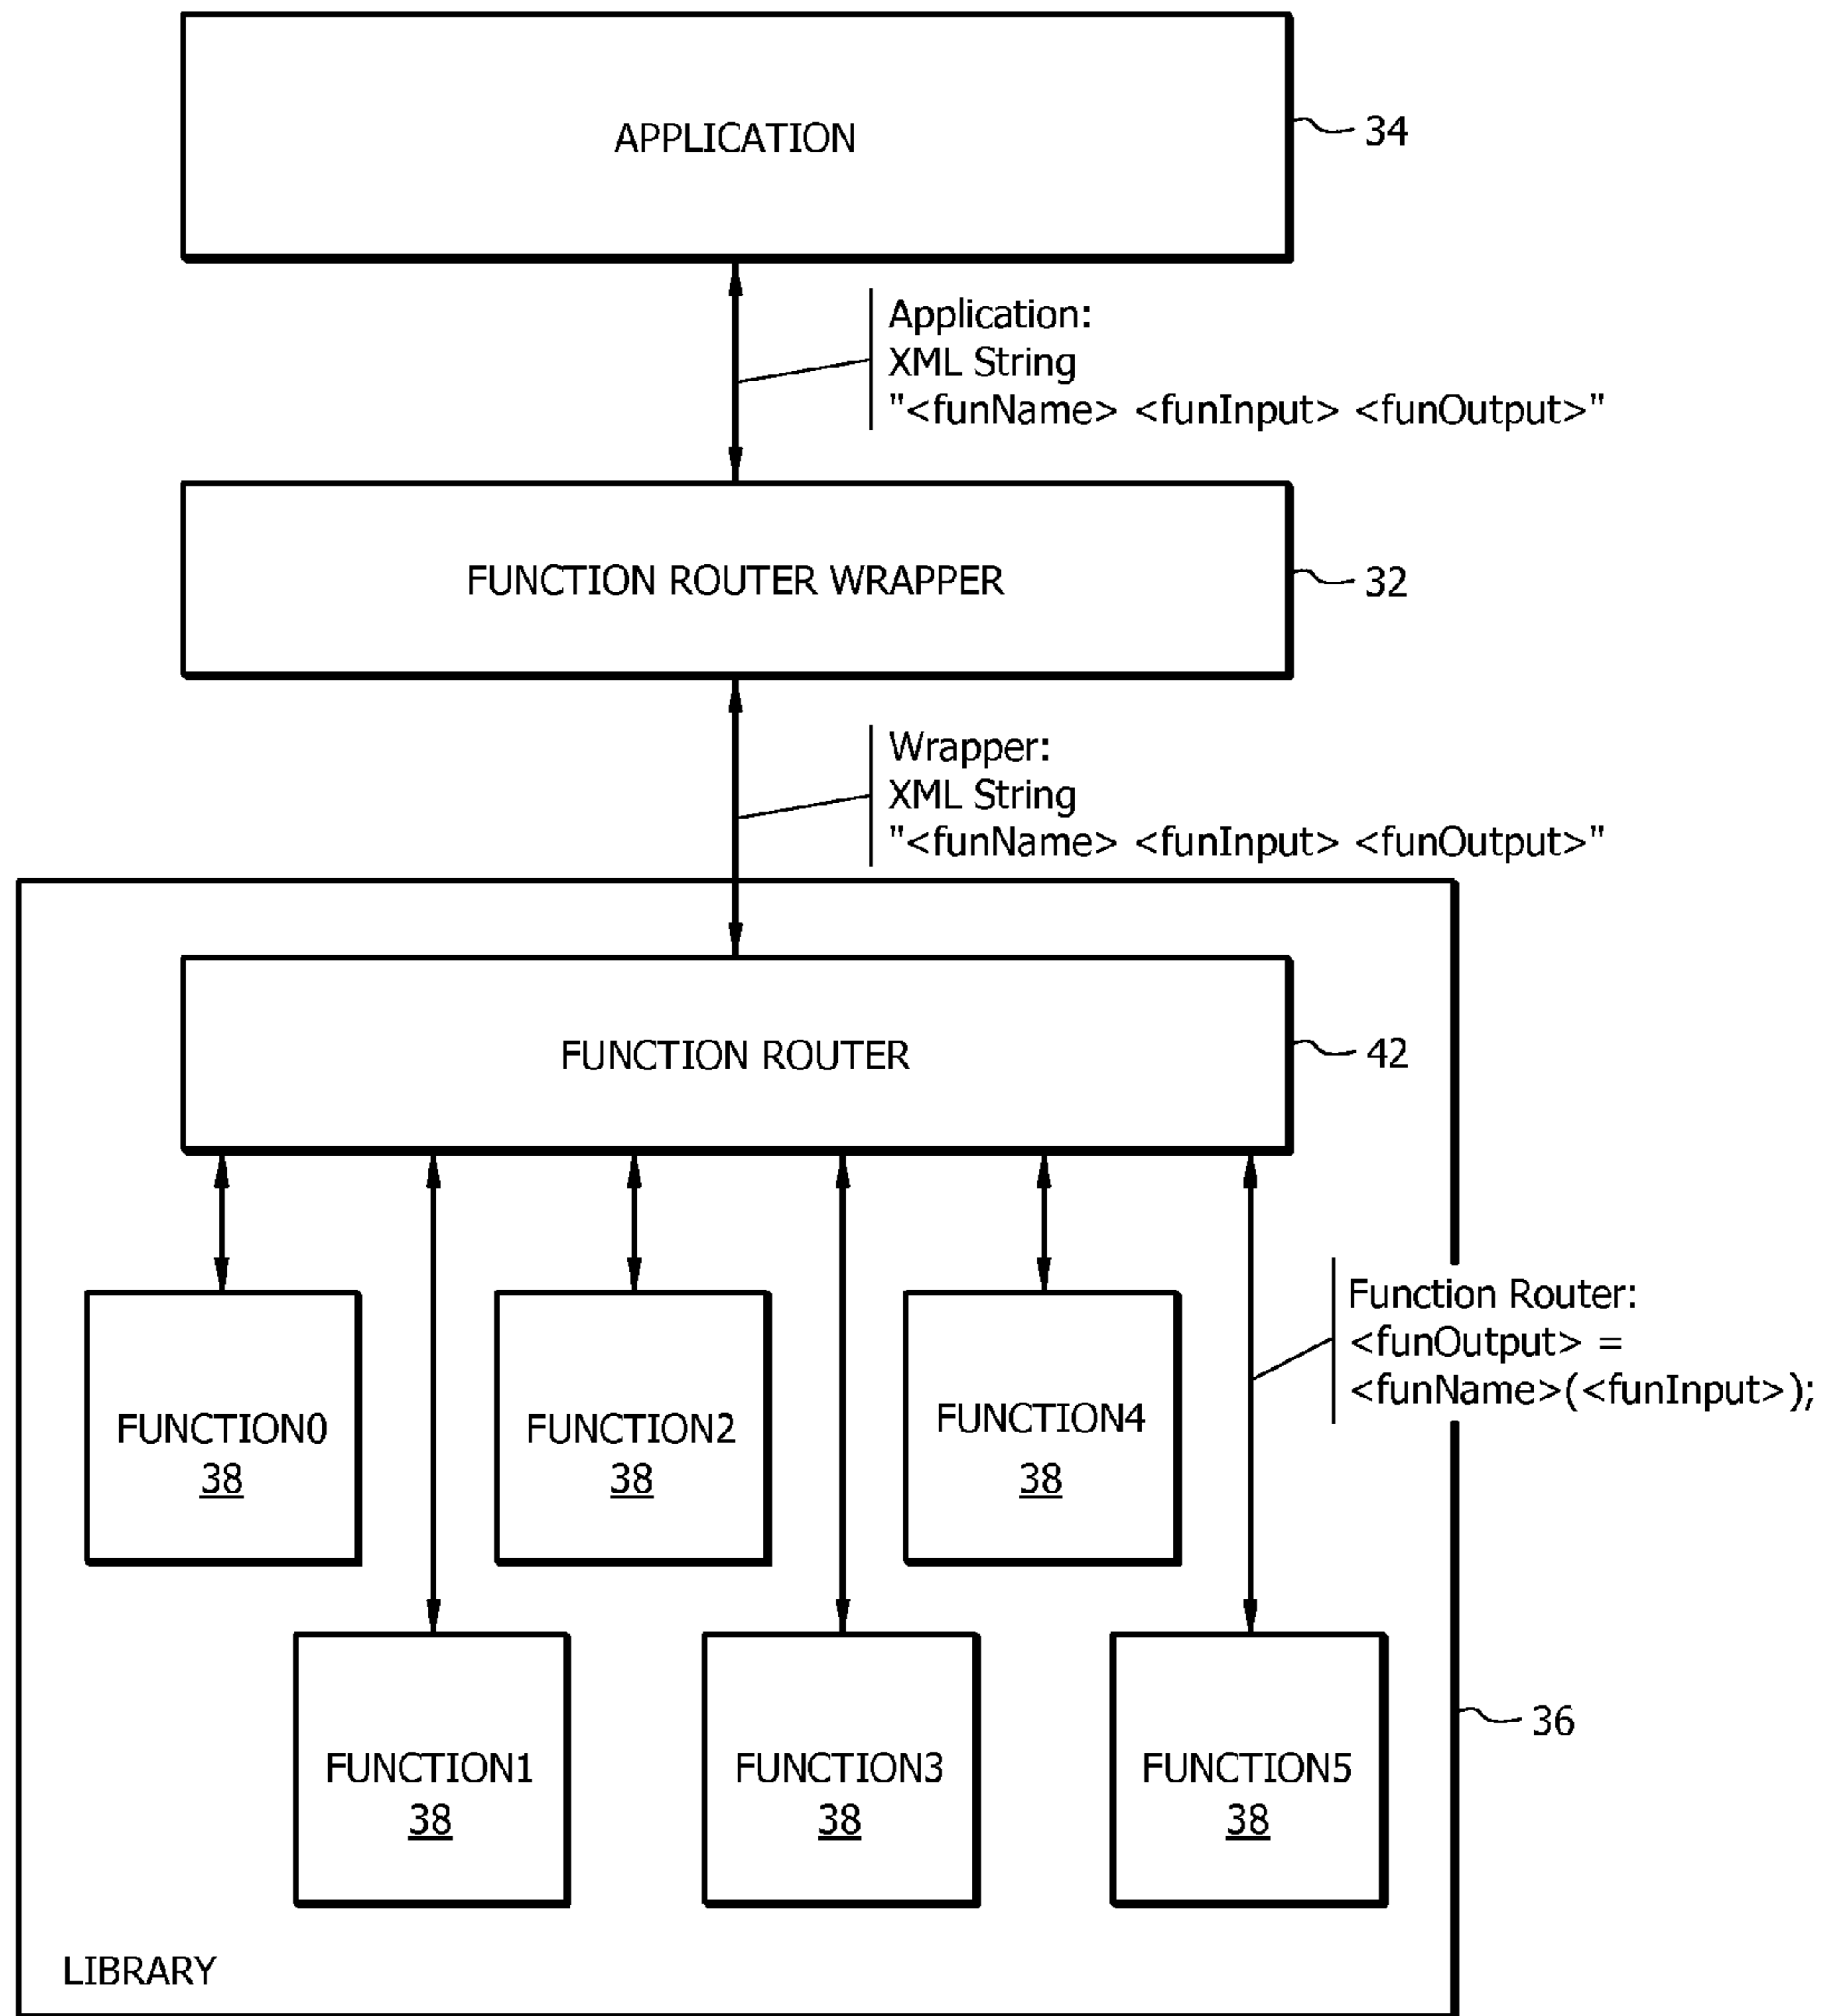 APPLICATION
34
Application:
XML String
"<funName> <funInput> <funOutput>"
FUNCTION ROUTER WRAPPER
32
Wrapper:
XML String
"<funName> <funInput> <funOutput>"
FUNCTION ROUTER
42
Function Router:
<funOutput> =
<funName>(<funInput>);
FUNCTION0
38
FUNCTION2
38
FUNCTION4
38
FUNCTION1
38
FUNCTION3
38
FUNCTION5
38
36
LIBRARY